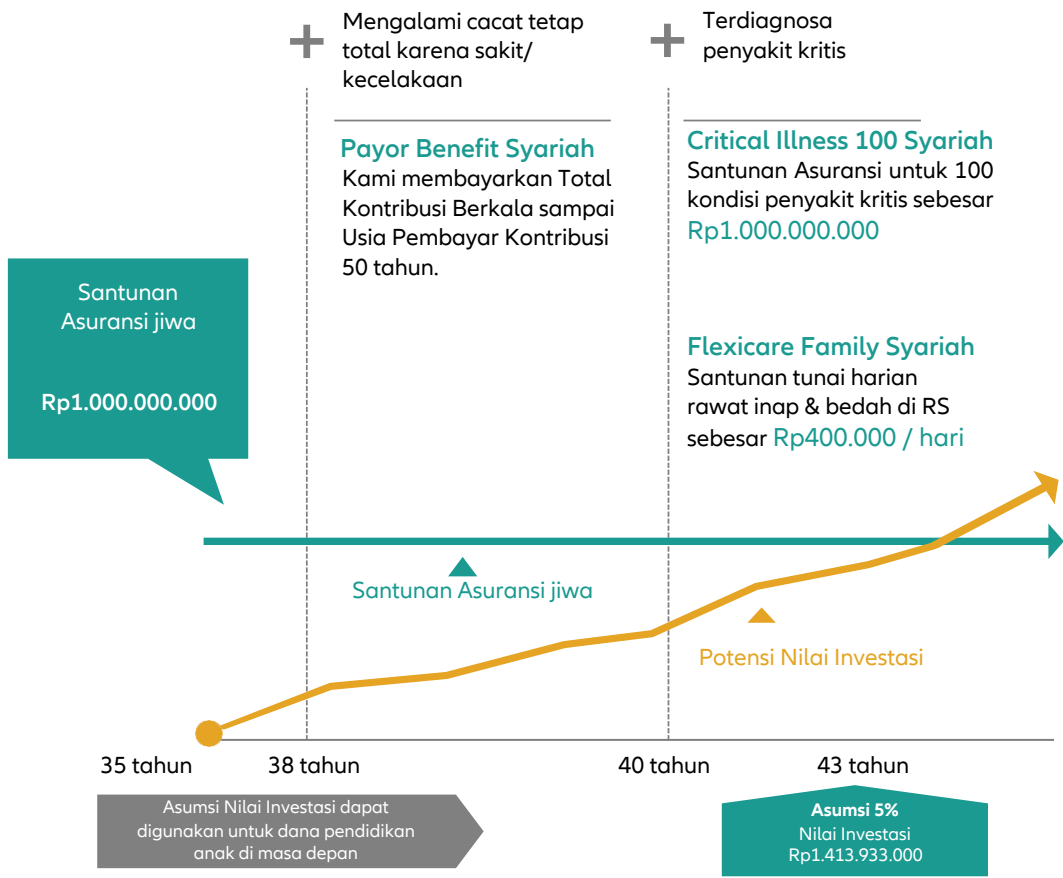 Mengalami cacat tetap
total karena sakit/
kecelakaan
Terdiagnosa
penyakit kritis
Payor Benefit Syariah
Kami membayarkan Total
Kontribusi Berkala sampai
Usia Pembayar Kontribusi
50 tahun.
Critical Illness 100 Syariah
Santunan Asuransi untuk 100
kondisi penyakit kritis sebesar
Rp1.000.000.000
Santunan
Asuransi jiwa
Rp1.000.000.000
Flexicare Family Syariah
Santunan tunai harian
rawat inap & bedah di RS
sebesar Rp400.000 / hari
Santunan Asuransi jiwa
Potensi Nilai Investasi
35 tahun
38 tahun
40 tahun
43 tahun
Asumsi Nilai Investasi dapat
digunakan untuk dana pendidikan
anak di masa depan
Asumsi 5%
Nilai Investasi
Rp1.413.933.000